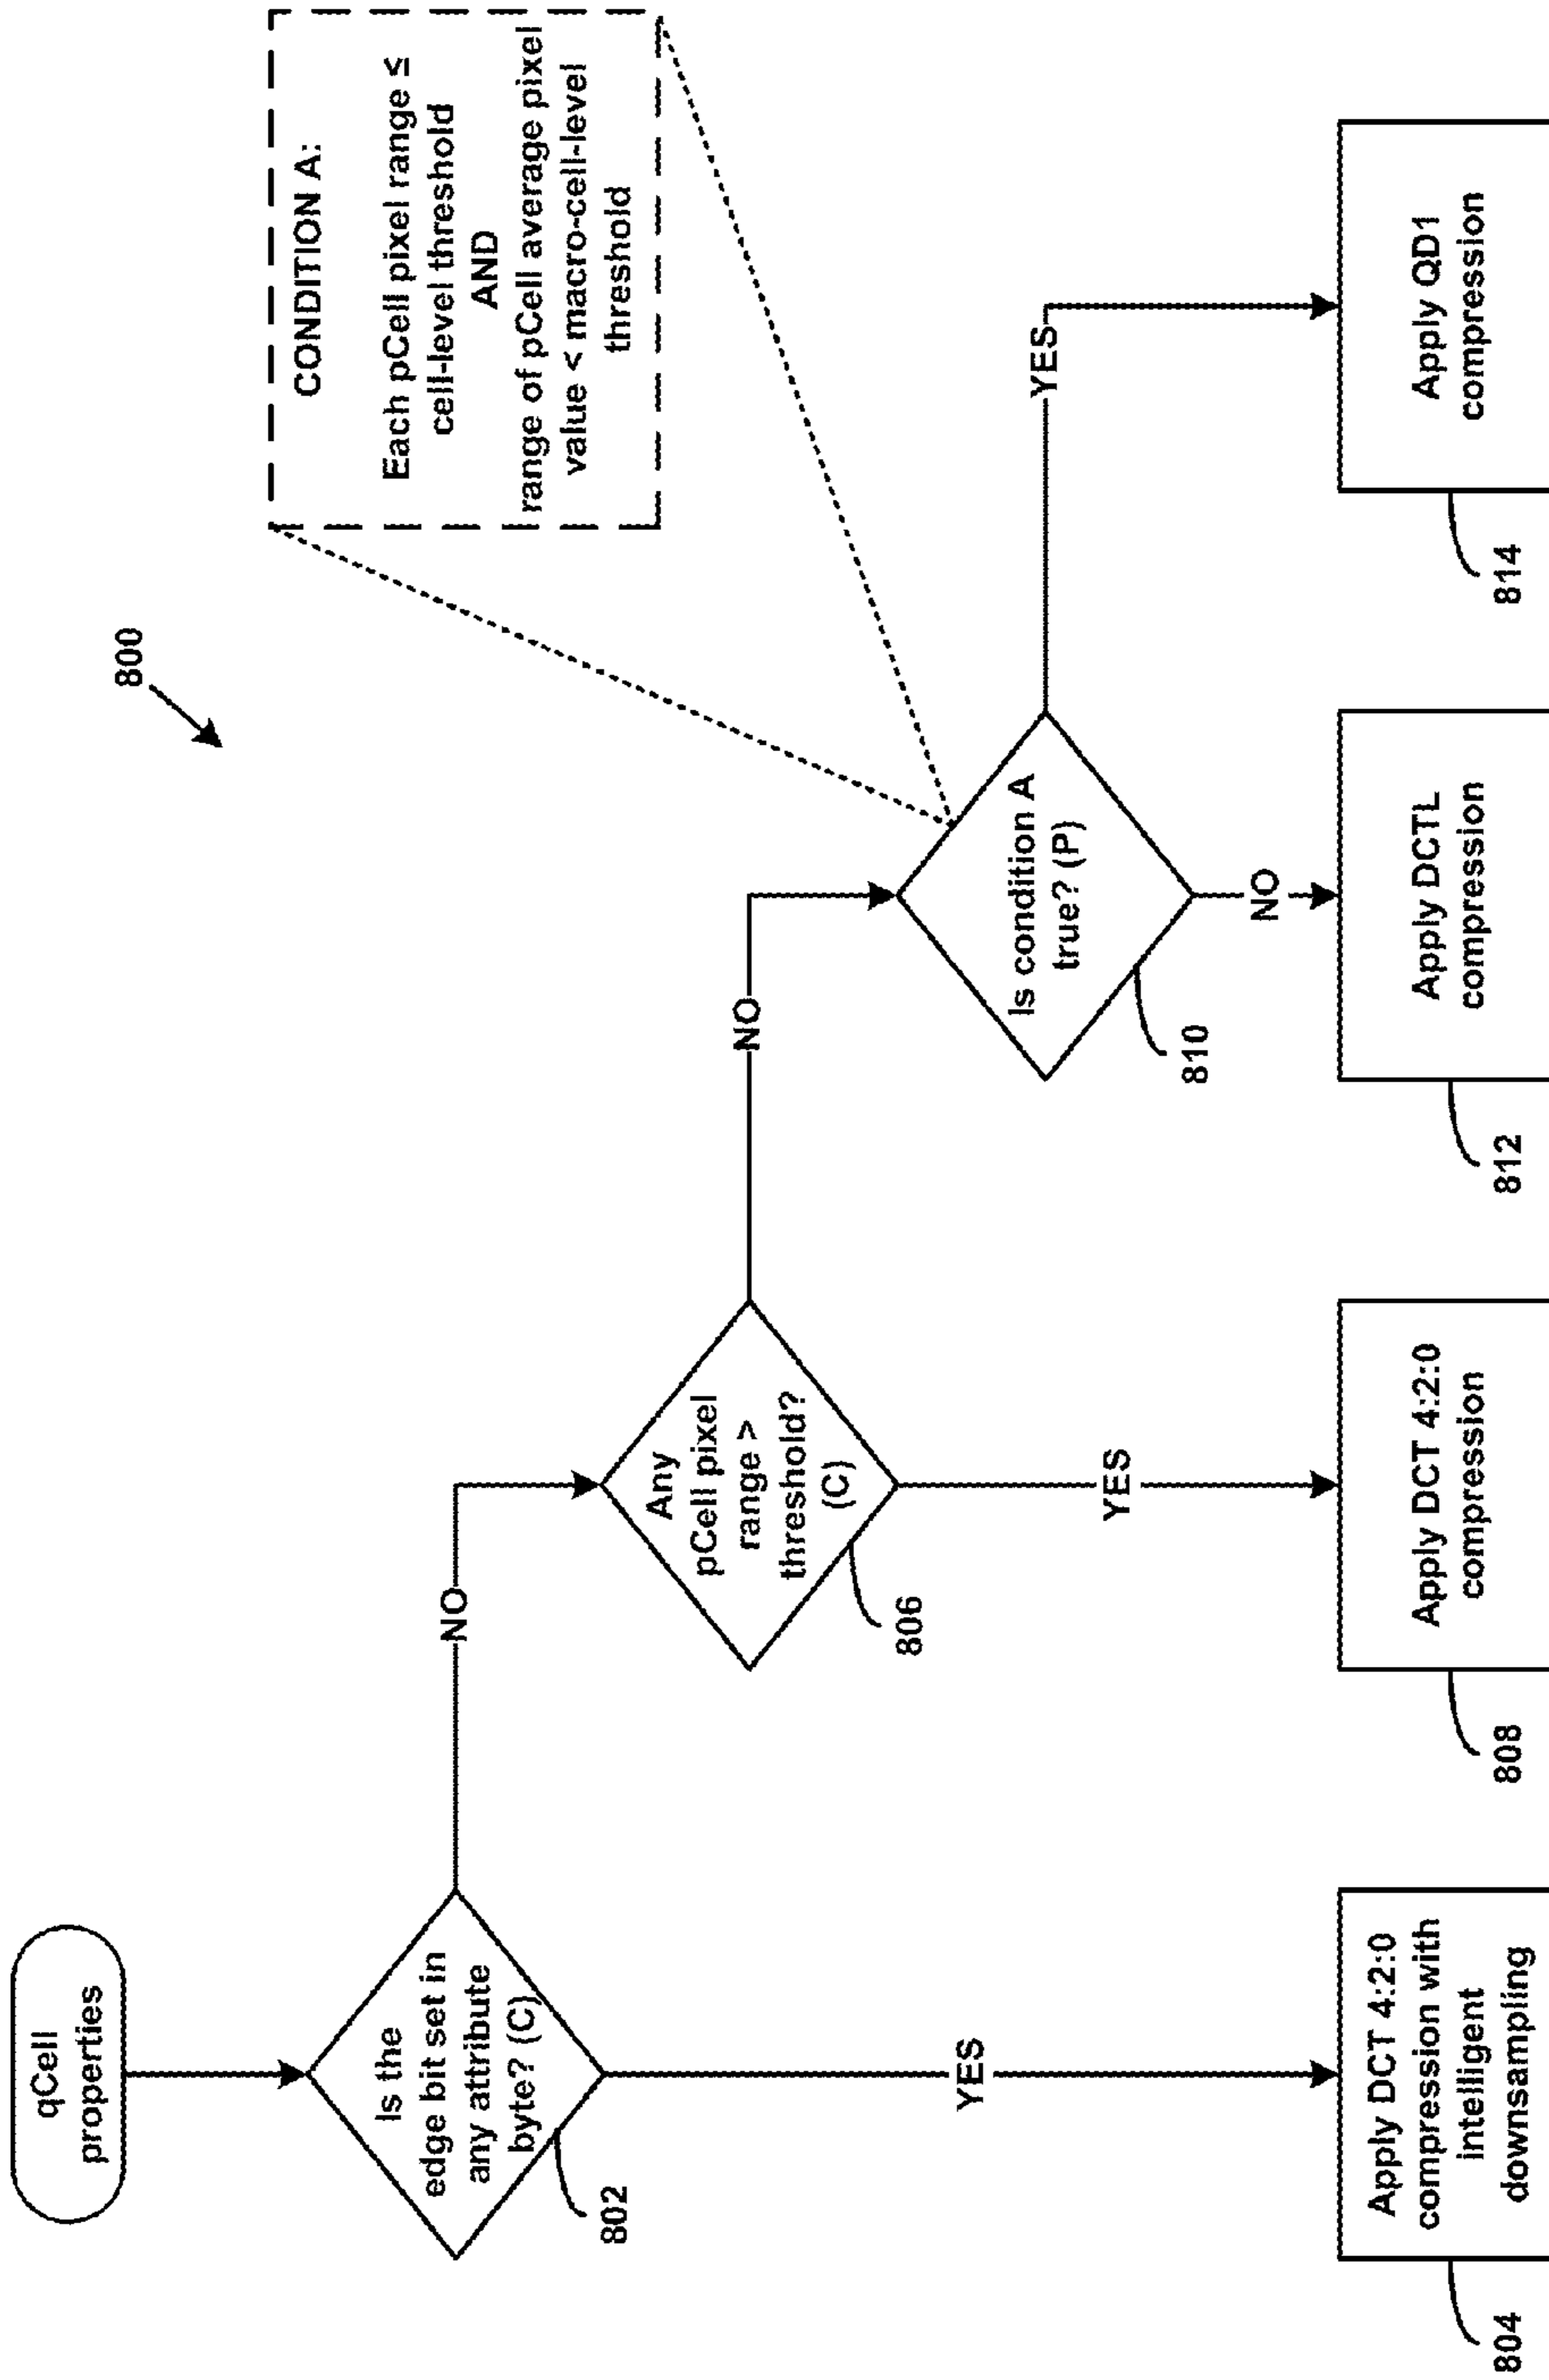 800
qCell
properties
Is the
edge bit set in
any attribute
byte? (C)
802
NO
YES
Apply DCT 4:2:0
compression with
intelligent
downsampling
804
Any
pCell pixel
range >
threshold?
(C)
806
NO
YES
Apply DCT 4:2:0
compression
808
Is condition A
true? (P)
810
NO
YES
Apply DCTL
compression
812
Apply QD1
compression
814
CONDITION A:
Each pCell pixel range ≤
cell-level threshold
AND
range of pCell average pixel
value < macro-cell-level
threshold